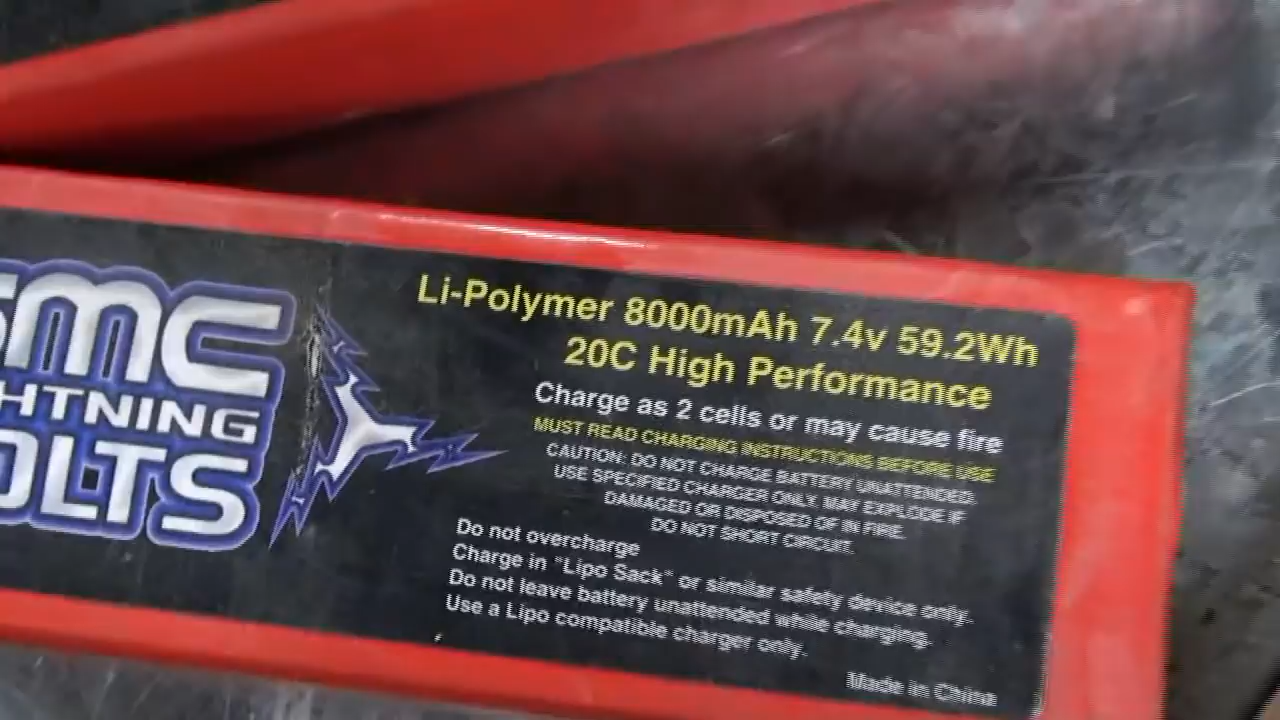 SMC
LIGHTNING
VOLTS
Li-Polymer 8000mAh 7.4v 59.2Wh
20C High Performance
Charge as 2 cells or may cause fire
MUST READ CHARGING INSTRUCTIONS BEFORE USE
CAUTION: DO NOT CHARGE BATTERY UNATTENDED.
USE SPECIFIED CHARGER ONLY. MAY EXPLODE IF
DAMAGED OR DISPOSED OF IN FIRE.
DO NOT SHORT CIRCUIT.
Do not overcharge
Charge in "Lipo Sack" or similar safety device only.
Do not leave battery unattended while charging.
Use a Lipo compatible charger only.
Made in China